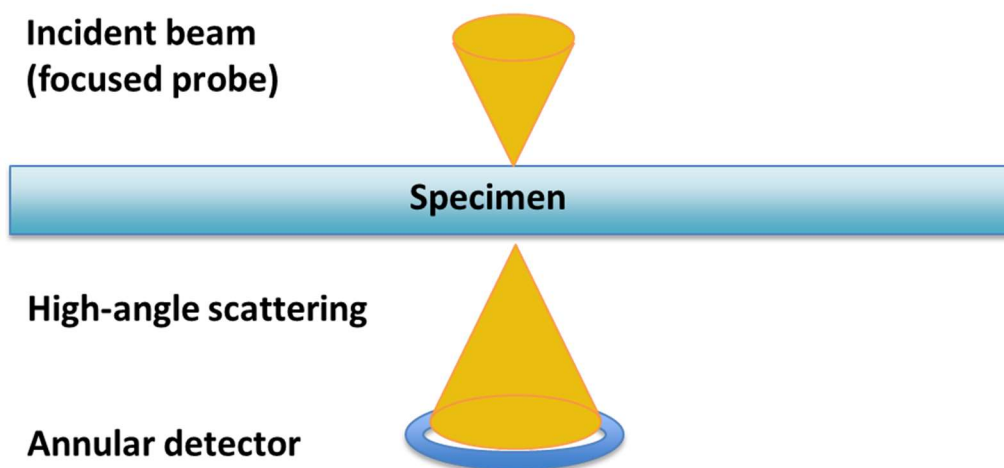 Incident beam
(focused probe)
Specimen
High-angle scattering
Annular detector